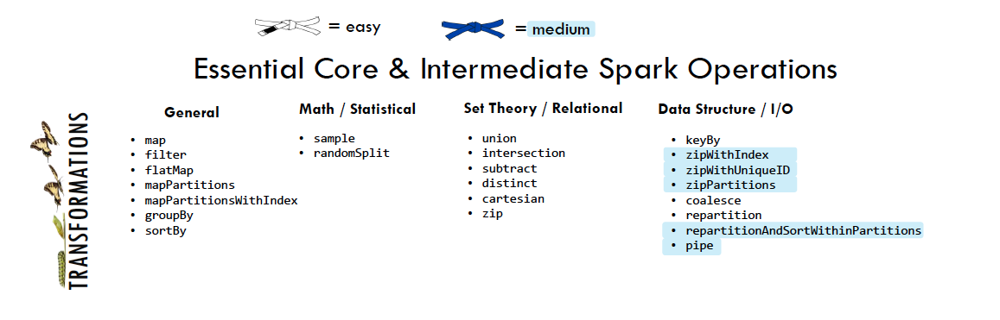 = easy
= medium
Essential Core & Intermediate Spark Operations
TRANSFORMATIONS
General
• map
• filter
• flatMap
• mapPartitions
• mapPartitionsWithIndex
• groupBy
• sortBy
Math / Statistical
• sample
• randomSplit
Set Theory / Relational
• union
• intersection
• subtract
• distinct
• cartesian
• zip
Data Structure / I/O
• keyBy
• zipWithIndex
• zipWithUniqueID
• zipPartitions
• coalesce
• repartition
• repartitionAndSortWithinPartitions
• pipe